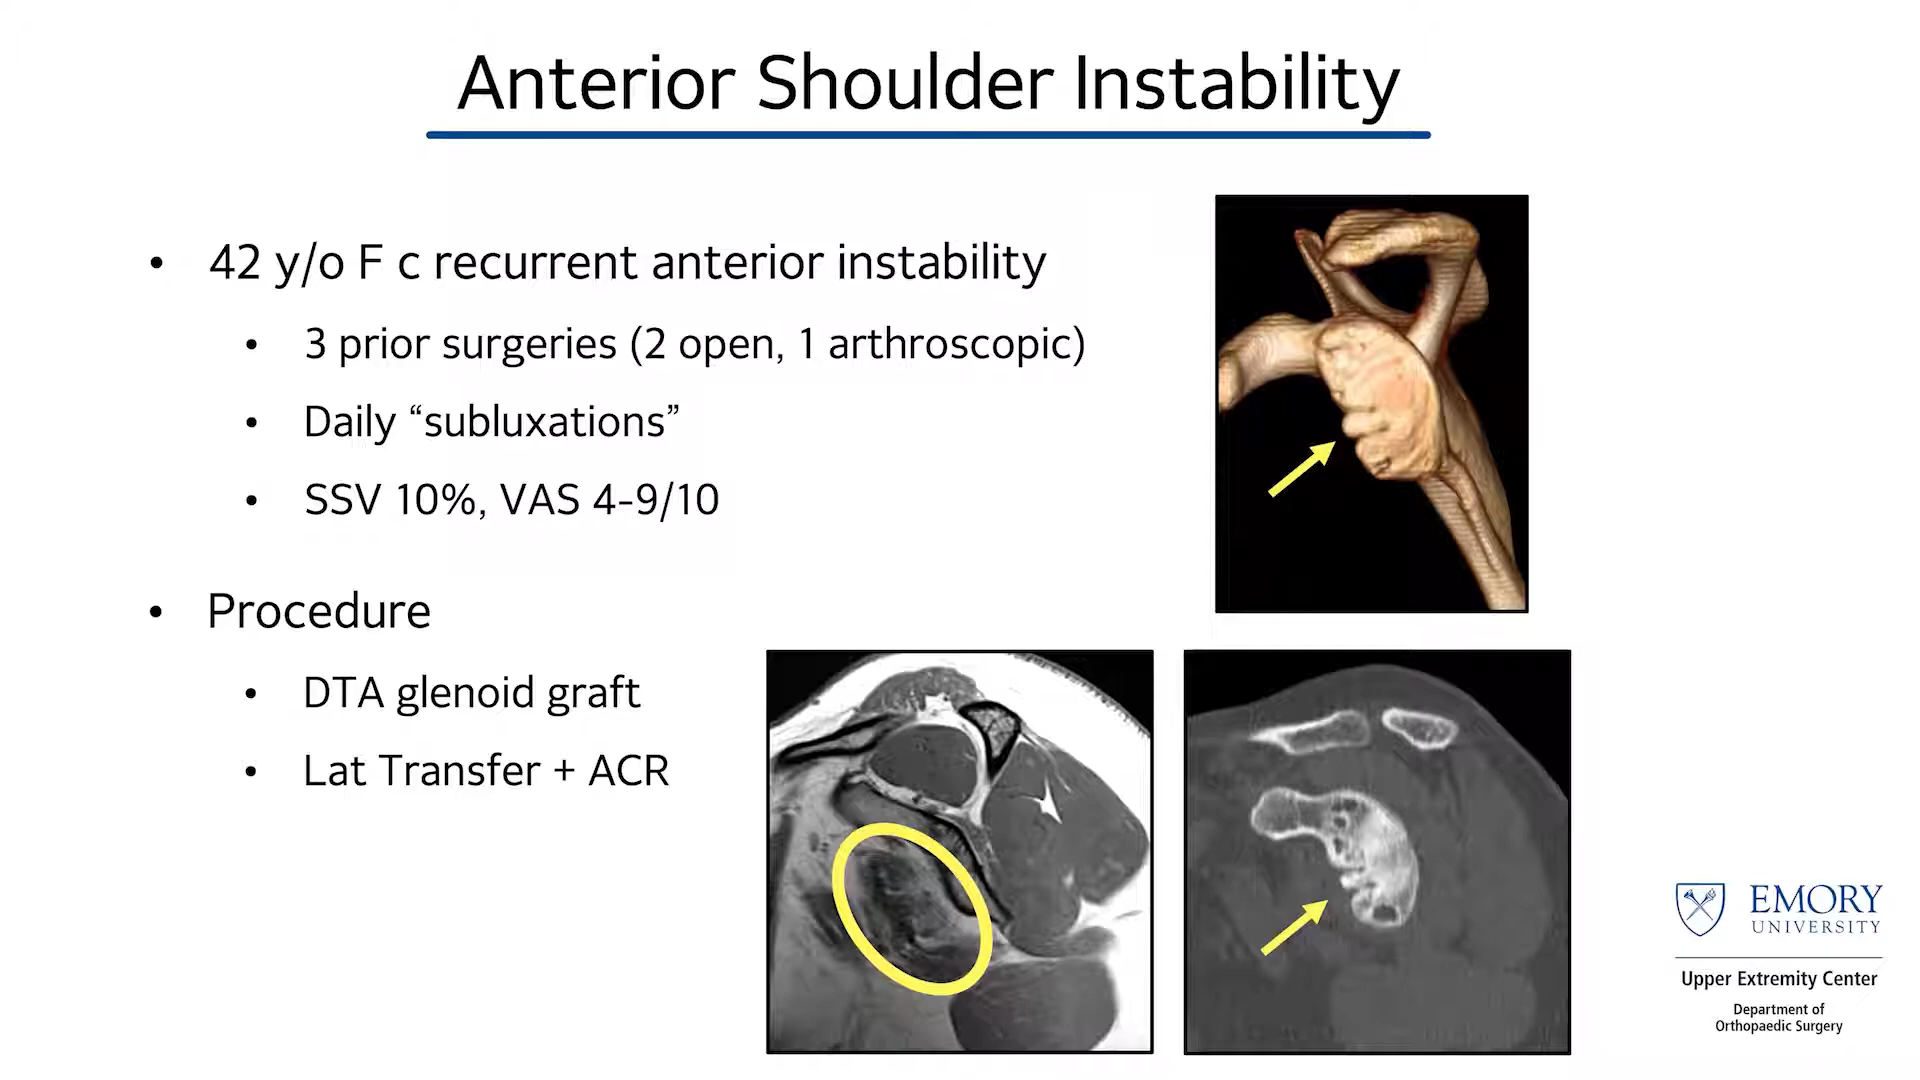 Anterior Shoulder Instability
• 42 y/o F c recurrent anterior instability
• 3 prior surgeries (2 open, 1 arthroscopic)
• Daily “subluxations”
• SSV 10%, VAS 4-9/10
• Procedure
• DTA glenoid graft
• Lat Transfer + ACR
EMORY
UNIVERSITY
Upper Extremity Center
Department of
Orthopaedic Surgery